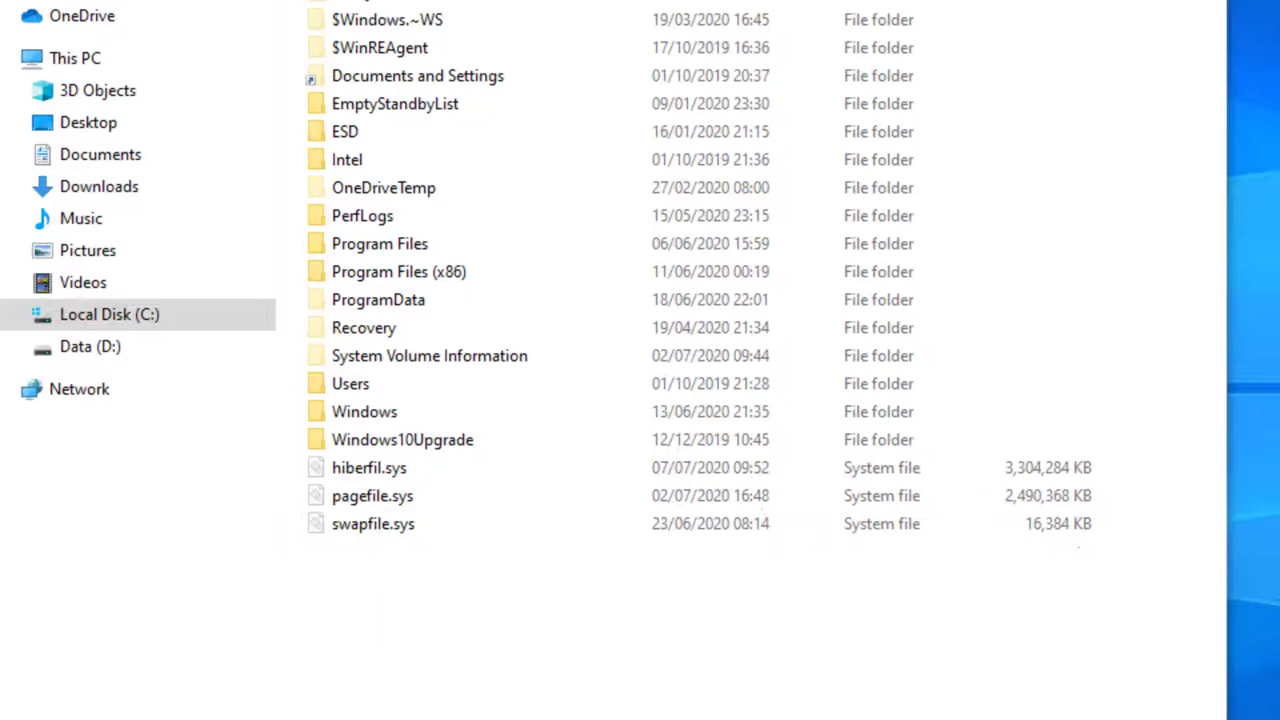 OneDrive
This PC
3D Objects
Desktop
Documents
Downloads
Music
Pictures
Videos
Local Disk (C:)
Data (D:)
Network
$Windows.~WS 19/03/2020 16:45 File folder
$WinREAgent 17/10/2019 16:36 File folder
Documents and Settings 01/10/2019 20:37 File folder
EmptyStandbyList 09/01/2020 23:30 File folder
ESD 16/01/2020 21:15 File folder
Intel 01/10/2019 21:36 File folder
OneDriveTemp 27/02/2020 08:00 File folder
PerfLogs 15/05/2020 23:15 File folder
Program Files 06/06/2020 15:59 File folder
Program Files (x86) 11/06/2020 00:19 File folder
ProgramData 18/06/2020 22:01 File folder
Recovery 19/04/2020 21:34 File folder
System Volume Information 02/07/2020 09:44 File folder
Users 01/10/2019 21:28 File folder
Windows 13/06/2020 21:35 File folder
Windows10Upgrade 12/12/2019 10:45 File folder
hiberfil.sys 07/07/2020 09:52 System file 3,304,284 KB
pagefile.sys 02/07/2020 16:48 System file 2,490,368 KB
swapfile.sys 23/06/2020 08:14 System file 16,384 KB